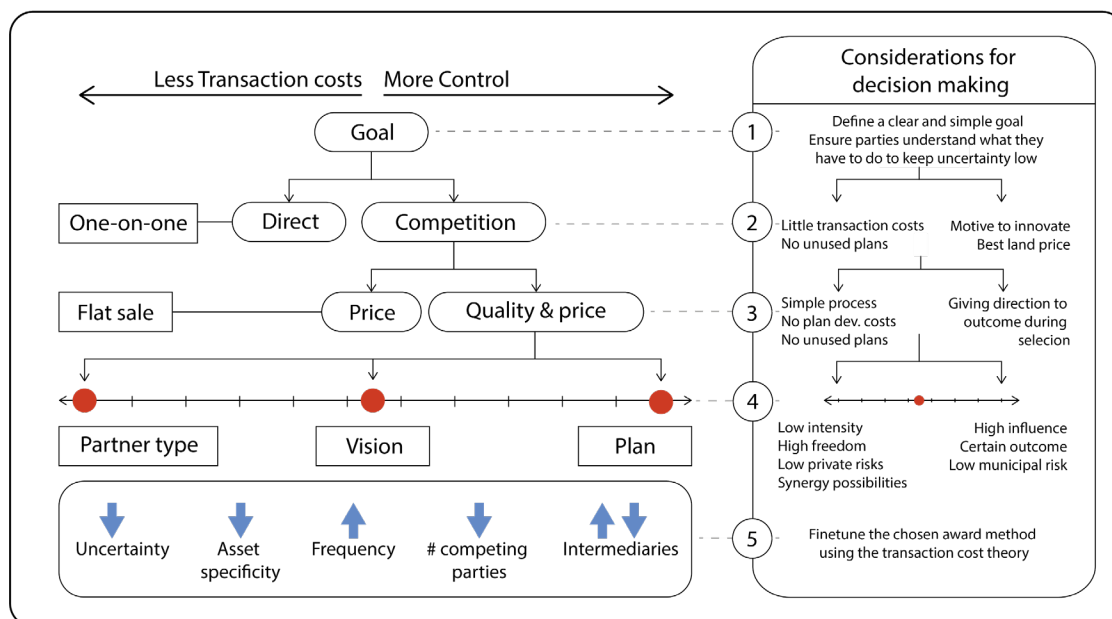 Less Transaction costs
More Control
Considerations for
decision making
Goal
1
Define a clear and simple goal
Ensure parties understand what they
have to do to keep uncertainty low
One-on-one
Direct
Competition
2
Little transaction costs
No unused plans
Motive to innovate
Best land price
Flat sale
Price
Quality & price
3
Simple process
No plan dev. costs
No unused plans
Giving direction to
outcome during
selecion
4
Partner type
Vision
Plan
Low intensity
High freedom
Low private risks
Synergy possibilities
High influence
Certain outcome
Low municipal risk
Uncertainty
Asset
specificity
Frequency
# competing
parties
Intermediaries
5
Finetune the chosen award method
using the transaction cost theory